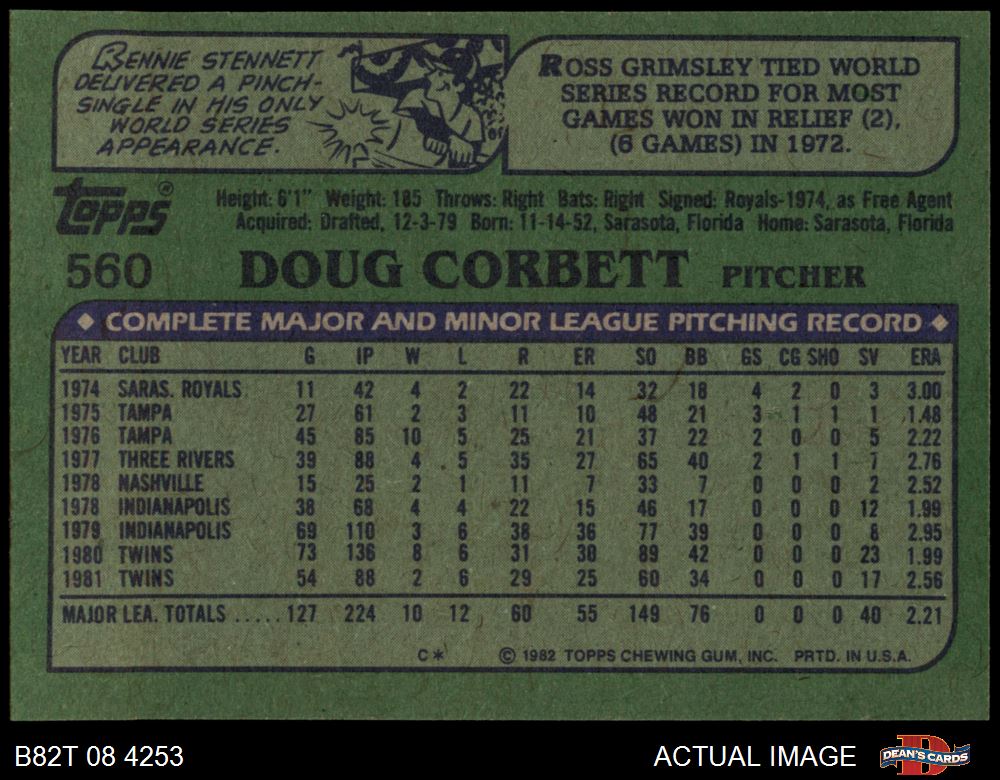 RENNIE STENNETT
DELIVERED A PINCH-
SINGLE IN HIS ONLY
WORLD SERIES
APPEARANCE.
ROSS GRIMSLEY TIED WORLD
SERIES RECORD FOR MOST
GAMES WON IN RELIEF (2),
(6 GAMES) IN 1972.
Topps®
Height: 6'1" Weight: 185 Throws: Right Bats: Right Signed: Royals-1974, as Free Agent
Acquired: Drafted, 12-3-79 Born: 11-14-52, Sarasota, Florida Home: Sarasota, Florida
560 DOUG CORBETT PITCHER
◆ COMPLETE MAJOR AND MINOR LEAGUE PITCHING RECORD ◆
YEAR CLUB G IP W L R ER SO BB GS CG SHO SV ERA
1974 SARAS. ROYALS 11 42 4 2 22 14 32 18 4 2 0 3 3.00
1975 TAMPA 27 61 2 3 11 10 48 21 3 1 1 1 1.48
1976 TAMPA 45 85 10 5 25 21 37 22 2 0 0 5 2.22
1977 THREE RIVERS 39 88 4 5 35 27 65 40 2 1 1 7 2.76
1978 NASHVILLE 15 25 2 1 11 7 33 7 0 0 0 2 2.52
1978 INDIANAPOLIS 38 68 4 4 22 15 46 17 0 0 0 12 1.99
1979 INDIANAPOLIS 69 110 3 6 38 36 77 39 0 0 0 8 2.95
1980 TWINS 73 136 8 6 31 30 89 42 0 0 0 23 1.99
1981 TWINS 54 88 2 6 29 25 60 34 0 0 0 17 2.56
MAJOR LEA. TOTALS ..... 127 224 10 12 60 55 149 76 0 0 0 40 2.21
C* © 1982 TOPPS CHEWING GUM, INC. PRTD. IN U.S.A.
B82T 08 4253 ACTUAL IMAGE D'S DEAN'S CARDS